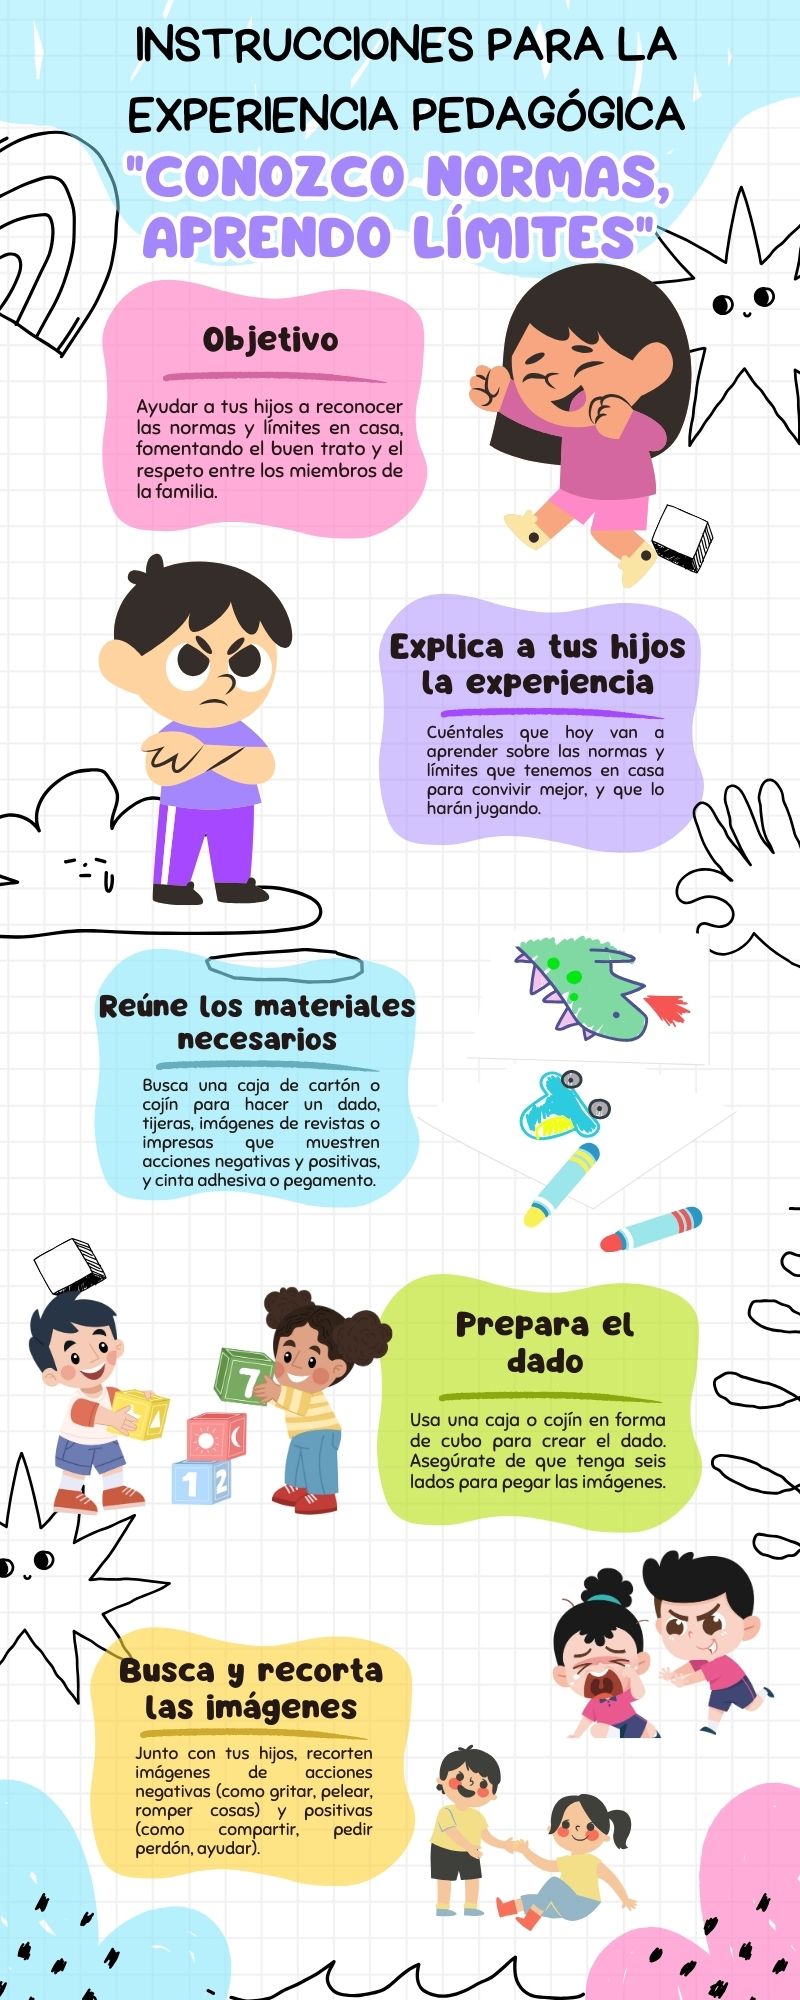 INSTRUCCIONES PARA LA
EXPERIENCIA PEDAGÓGICA
"CONOZCO NORMAS,
APRENDO LÍMITES"
Objetivo
Ayudar a tus hijos a reconocer
las normas y límites en casa,
fomentando el buen trato y el
respeto entre los miembros de
la familia.
Explica a tus hijos
la experiencia
Cuéntales que hoy van a
aprender sobre las normas y
límites que tenemos en casa
para convivir mejor, y que lo
harán jugando.
Reúne los materiales
necesarios
Busca una caja de cartón o
cojín para hacer un dado,
tijeras, imágenes de revistas o
impresas que muestren
acciones negativas y positivas,
y cinta adhesiva o pegamento.
Prepara el
dado
Usa una caja o cojín en forma
de cubo para crear el dado.
Asegúrate de que tenga seis
lados para pegar las imágenes.
7
1 2
Busca y recorta
las imágenes
Junto con tus hijos, recorten
imágenes de acciones
negativas (como gritar, pelear,
romper cosas) y positivas
(como compartir, pedir
perdón, ayudar).